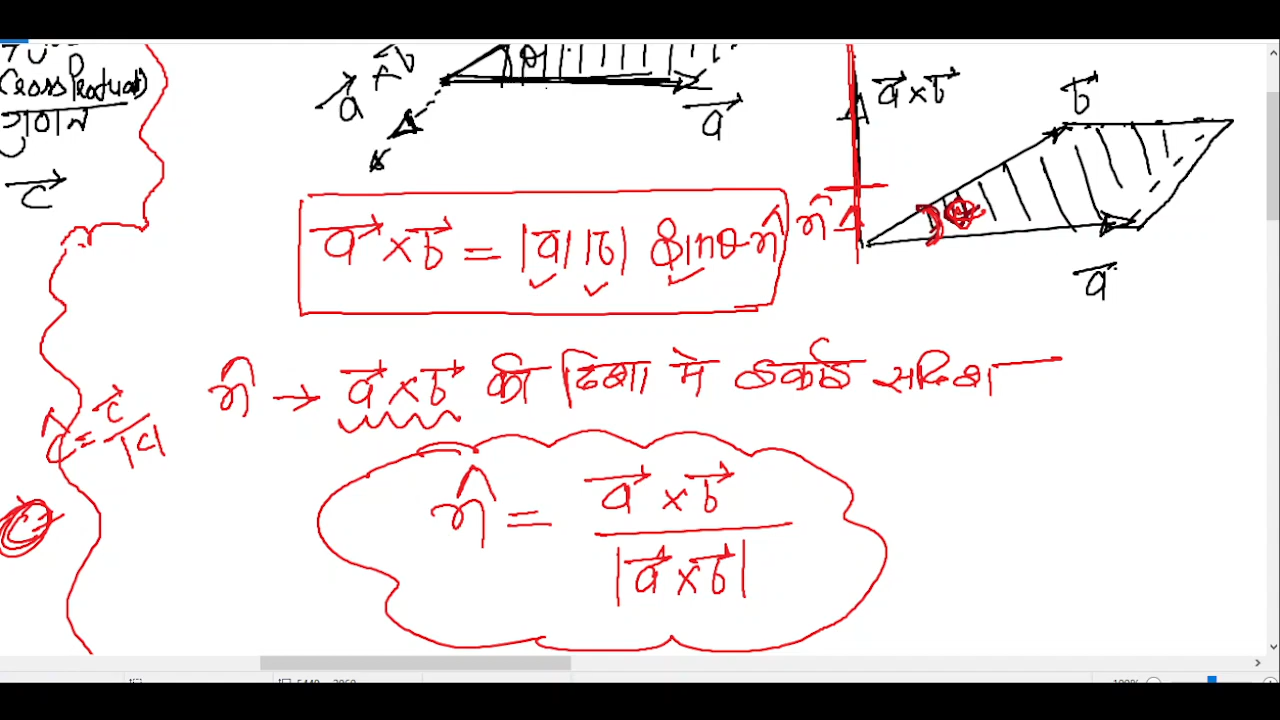 (Cross Product)
गुणन
c⃗
b⃗
θ
a⃗
a⃗
a⃗ × b⃗
b⃗
n̂
a⃗
a⃗ × b⃗ = |a⃗| |b⃗| Sinθ n̂
n̂ → a⃗ × b⃗ की दिशा मे इकाई सदिश
ĉ = c⃗ / |c|
n̂ = a⃗ × b⃗ / |a⃗ × b⃗|